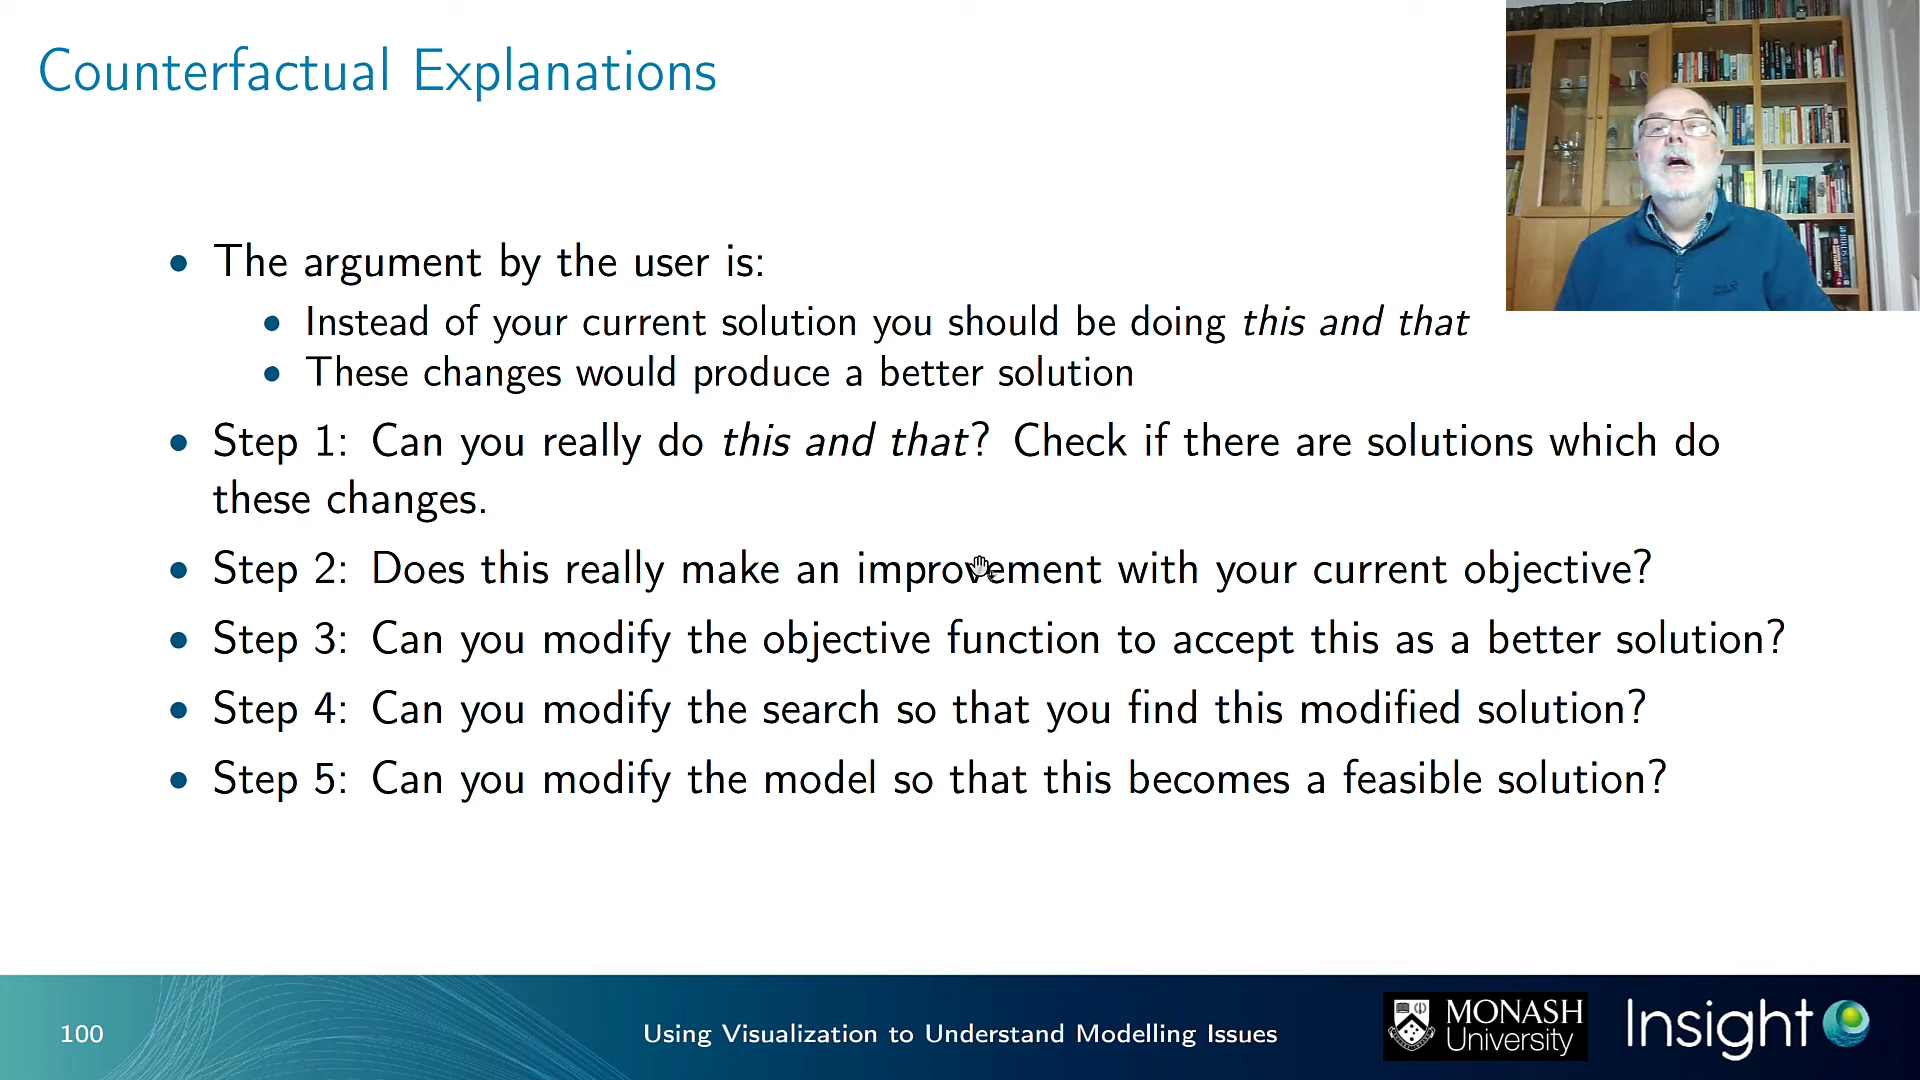 Counterfactual Explanations
• The argument by the user is:
• Instead of your current solution you should be doing this and that
• These changes would produce a better solution
• Step 1: Can you really do this and that? Check if there are solutions which do
these changes.
• Step 2: Does this really make an improvement with your current objective?
• Step 3: Can you modify the objective function to accept this as a better solution?
• Step 4: Can you modify the search so that you find this modified solution?
• Step 5: Can you modify the model so that this becomes a feasible solution?
100
Using Visualization to Understand Modelling Issues
MONASH
University
Insight